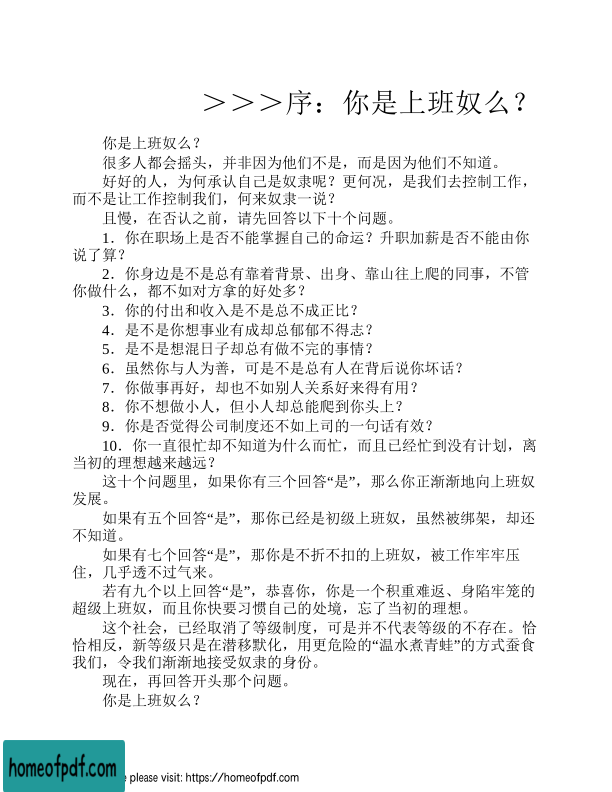 ＞＞＞序：你是上班奴么？
你是上班奴么？
很多人都会摇头，并非因为他们不是，而是因为他们不知道。
好好的人，为何承认自己是奴隶呢？更何况，是我们去控制工作，
而不是让工作控制我们，何来奴隶一说？
且慢，在否认之前，请先回答以下十个问题。
1．你在职场上是否不能掌握自己的命运？升职加薪是否不能由你
说了算？
2．你身边是不是总有靠着背景、出身、靠山往上爬的同事，不管
你做什么，都不如对方拿的好处多？
3．你的付出和收入是不是总不成正比？
4．是不是你想事业有成却总郁郁不得志？
5．是不是想混日子却总有做不完的事情？
6．虽然你与人为善，可是不是总有人在背后说你坏话？
7．你做事再好，却也不如别人关系好来得有用？
8．你不想做小人，但小人却总能爬到你头上？
9．你是否觉得公司制度还不如上司的一句话有效？
10．你一直很忙却不知道为什么而忙，而且已经忙到没有计划，离
当初的理想越来越远？
这十个问题里，如果你有三个回答“是”，那么你正渐渐地向上班奴
发展。
如果有五个回答“是”，那你已经是初级上班奴，虽然被绑架，却还
不知道。
如果有七个回答“是”，那你是不折不扣的上班奴，被工作牢牢压
住，几乎透不过气来。
若有九个以上回答“是”，恭喜你，你是一个积重难返、身陷牢笼的
超级上班奴，而且你快要习惯自己的处境，忘了当初的理想。
这个社会，已经取消了等级制度，可是并不代表等级的不存在。恰
恰相反，新等级只是在潜移默化，用更危险的“温水煮青蛙”的方式蚕食
我们，令我们渐渐地接受奴隶的身份。
现在，再回答开头那个问题。
你是上班奴么？
homeofpdf.com
e please visit: https://homeofpdf.com